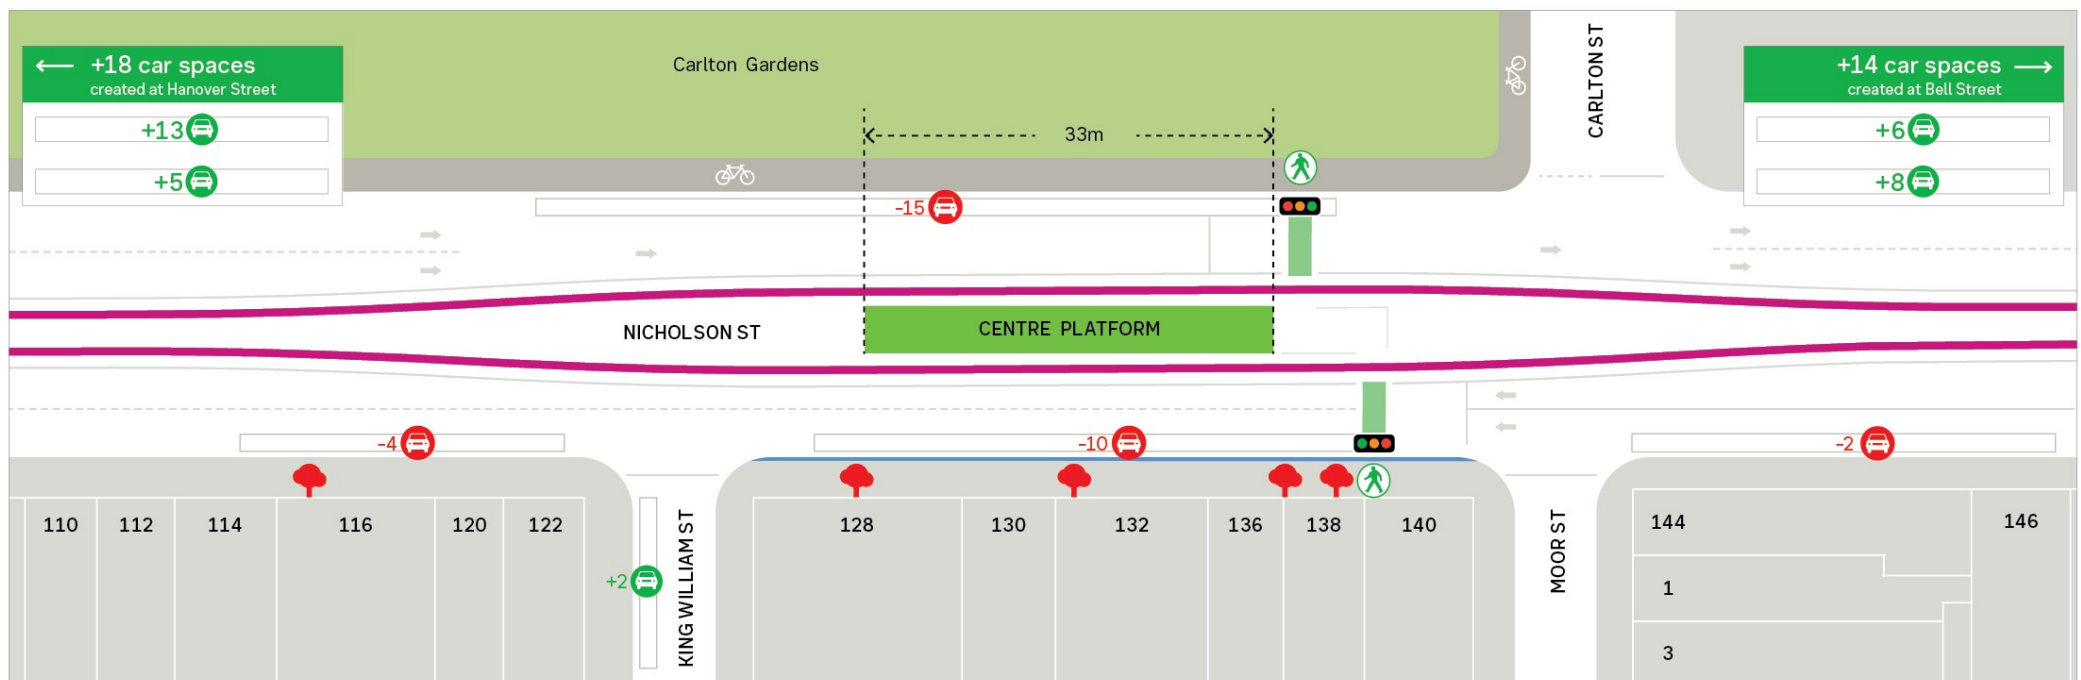 ← +18 car spaces
created at Hanover Street
+13
+5
Carlton Gardens
33m
CARLTON ST
+14 car spaces →
created at Bell Street
+6
+8
-15
NICHOLSON ST
CENTRE PLATFORM
-4
-10
-2
110 112 114 116 120 122
+2
KING WILLIAM ST
128 130 132 136 138 140
MOOR ST
144
146
1
3